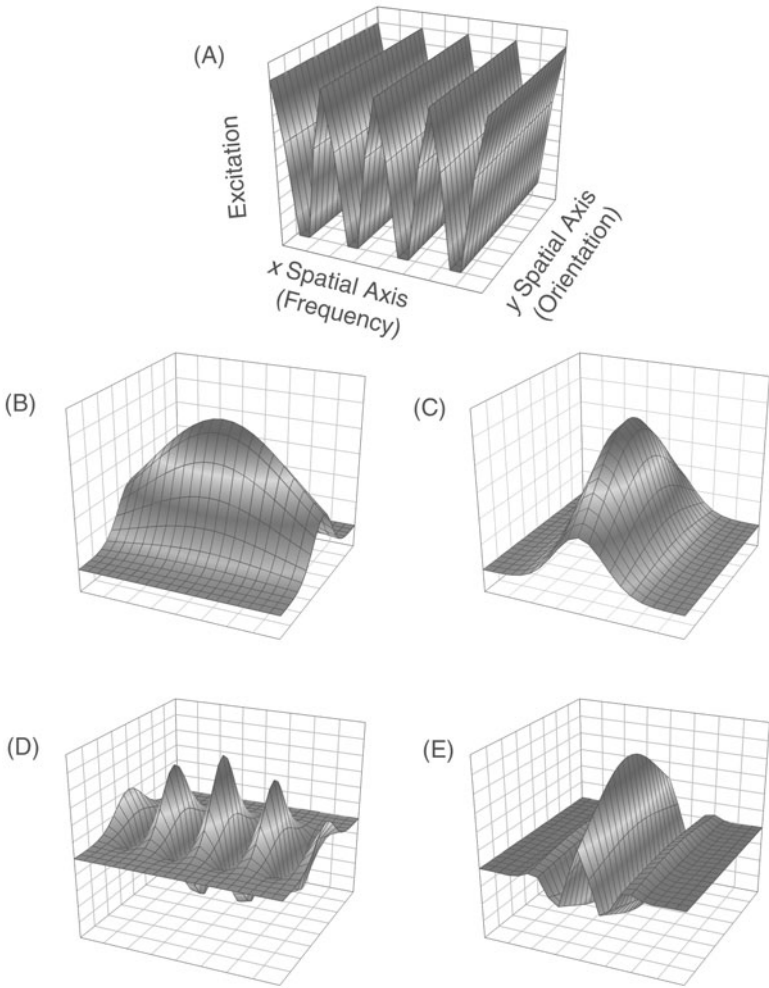 (A)
Excitation
x Spatial Axis
(Frequency)
y Spatial Axis
(Orientation)
(B)
(C)
(D)
(E)